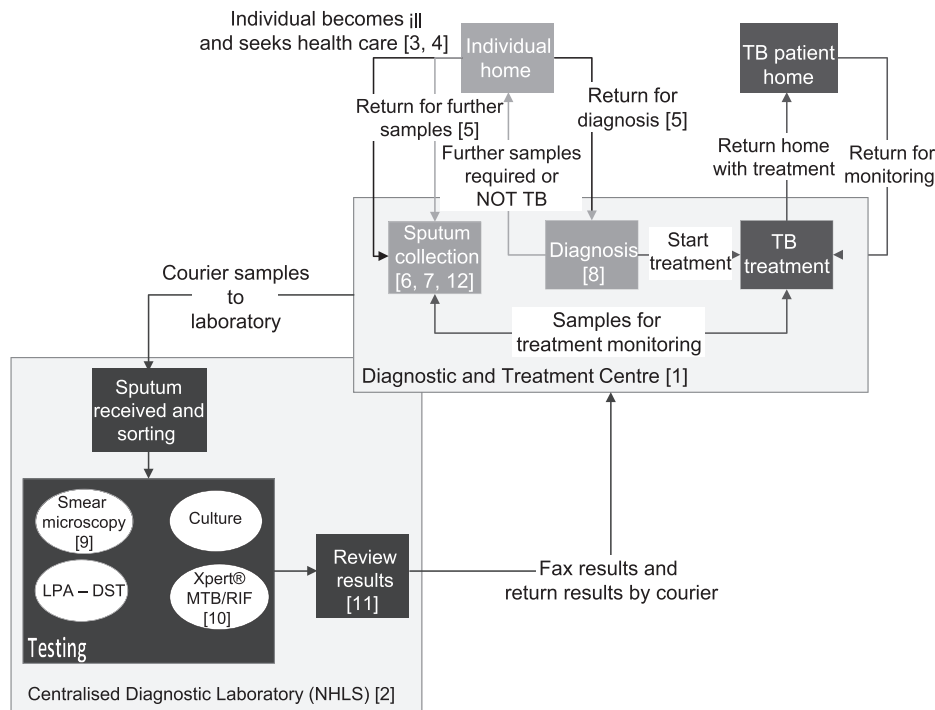 Individual becomes ill
and seeks health care [3, 4]
Individual
home
TB patient
home
Return for further
samples [5]
Return for
diagnosis [5]
Further samples
required or
NOT TB
Return home
with treatment
Return for
monitoring
Sputum
collection
[6, 7, 12]
Diagnosis
[8]
Start
treatment
TB
treatment
Samples for
treatment monitoring
Diagnostic and Treatment Centre [1]
Courier samples
to
laboratory
Sputum
received and
sorting
Smear
microscopy
[9]
Culture
LPA – DST
Xpert®
MTB/RIF
[10]
Testing
Review
results
[11]
Fax results and
return results by courier
Centralised Diagnostic Laboratory (NHLS) [2]